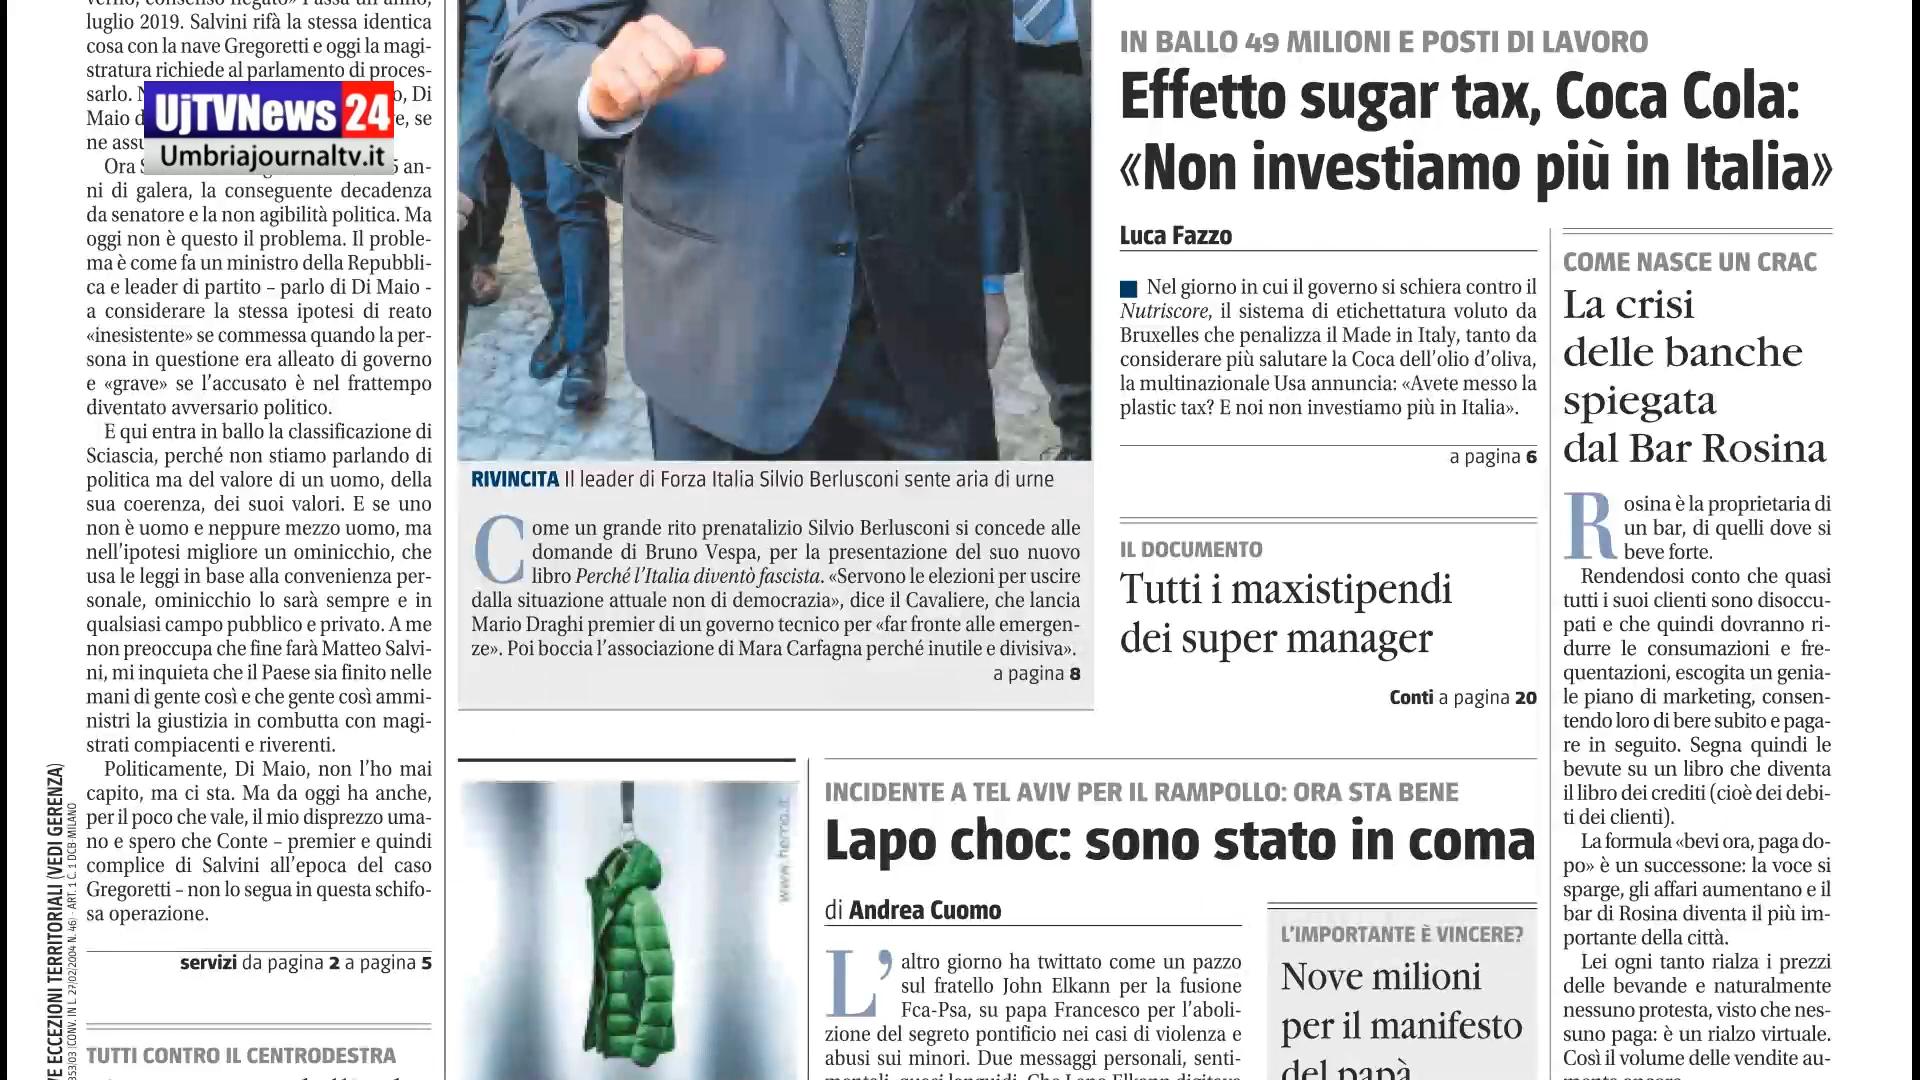 verno, consenso negato» Passa un anno,
luglio 2019. Salvini rifà la stessa identica
cosa con la nave Gregoretti e oggi la magi-
stratura richiede al parlamento di proces-
sarlo. o, Di
Maio e, se
ne assu
Ora 5 an-
ni di galera, la conseguente decadenza
da senatore e la non agibilità politica. Ma
oggi non è questo il problema. Il proble-
ma è come fa un ministro della Repubbli-
ca e leader di partito – parlo di Di Maio -
a considerare la stessa ipotesi di reato
«inesistente» se commessa quando la per-
sona in questione era alleato di governo
e «grave» se l’accusato è nel frattempo
diventato avversario politico.
E qui entra in ballo la classificazione di
Sciascia, perché non stiamo parlando di
politica ma del valore di un uomo, della
sua coerenza, dei suoi valori. E se uno
non è uomo e neppure mezzo uomo, ma
nell’ipotesi migliore un ominicchio, che
usa le leggi in base alla convenienza per-
sonale, ominicchio lo sarà sempre e in
qualsiasi campo pubblico e privato. A me
non preoccupa che fine farà Matteo Salvi-
ni, mi inquieta che il Paese sia finito nelle
mani di gente così e che gente così ammi-
nistri la giustizia in combutta con magi-
strati compiacenti e riverenti.
Politicamente, Di Maio, non l’ho mai
capito, ma ci sta. Ma da oggi ha anche,
per il poco che vale, il mio disprezzo uma-
no e spero che Conte – premier e quindi
complice di Salvini all’epoca del caso
Gregoretti – non lo segua in questa schifo-
sa operazione.
servizi da pagina 2 a pagina 5
TUTTI CONTRO IL CENTRODESTRA
UjTVNews 24
Umbriajournaltv.it
VE ECCEZIONI TERRITORIALI (VEDI GERENZA)
353/03 (CONV. IN L. 27/02/2004 N. 46) - ART. 1 C. 1 DCB-MILANO
RIVINCITA Il leader di Forza Italia Silvio Berlusconi sente aria di urne
Come un grande rito prenatalizio Silvio Berlusconi si concede alle
domande di Bruno Vespa, per la presentazione del suo nuovo
libro Perché l’Italia diventò fascista. «Servono le elezioni per uscire
dalla situazione attuale non di democrazia», dice il Cavaliere, che lancia
Mario Draghi premier di un governo tecnico per «far fronte alle emergen-
ze». Poi boccia l’associazione di Mara Carfagna perché inutile e divisiva».
a pagina 8
www.herno.it
IN BALLO 49 MILIONI E POSTI DI LAVORO
Effetto sugar tax, Coca Cola:
«Non investiamo più in Italia»
Luca Fazzo
Nel giorno in cui il governo si schiera contro il
Nutriscore, il sistema di etichettatura voluto da
Bruxelles che penalizza il Made in Italy, tanto da
considerare più salutare la Coca dell’olio d’oliva,
la multinazionale Usa annuncia: «Avete messo la
plastic tax? E noi non investiamo più in Italia».
a pagina 6
IL DOCUMENTO
Tutti i maxistipendi
dei super manager
Conti a pagina 20
INCIDENTE A TEL AVIV PER IL RAMPOLLO: ORA STA BENE
Lapo choc: sono stato in coma
di Andrea Cuomo
L’altro giorno ha twittato come un pazzo
sul fratello John Elkann per la fusione
Fca-Psa, su papa Francesco per l’aboli-
zione del segreto pontificio nei casi di violenza e
abusi sui minori. Due messaggi personali, senti-
mentali, quasi languidi. Che Lapo Elkann digitava
L’IMPORTANTE È VINCERE?
Nove milioni
per il manifesto
del papà
COME NASCE UN CRAC
La crisi
delle banche
spiegata
dal Bar Rosina
Rosina è la proprietaria di
un bar, di quelli dove si
beve forte.
Rendendosi conto che quasi
tutti i suoi clienti sono disoccu-
pati e che quindi dovranno ri-
durre le consumazioni e fre-
quentazioni, escogita un genia-
le piano di marketing, consen-
tendo loro di bere subito e paga-
re in seguito. Segna quindi le
bevute su un libro che diventa
il libro dei crediti (cioè dei debi-
ti dei clienti).
La formula «bevi ora, paga do-
po» è un successone: la voce si
sparge, gli affari aumentano e il
bar di Rosina diventa il più im-
portante della città.
Lei ogni tanto rialza i prezzi
delle bevande e naturalmente
nessuno protesta, visto che nes-
suno paga: è un rialzo virtuale.
Così il volume delle vendite au-
menta ancora.